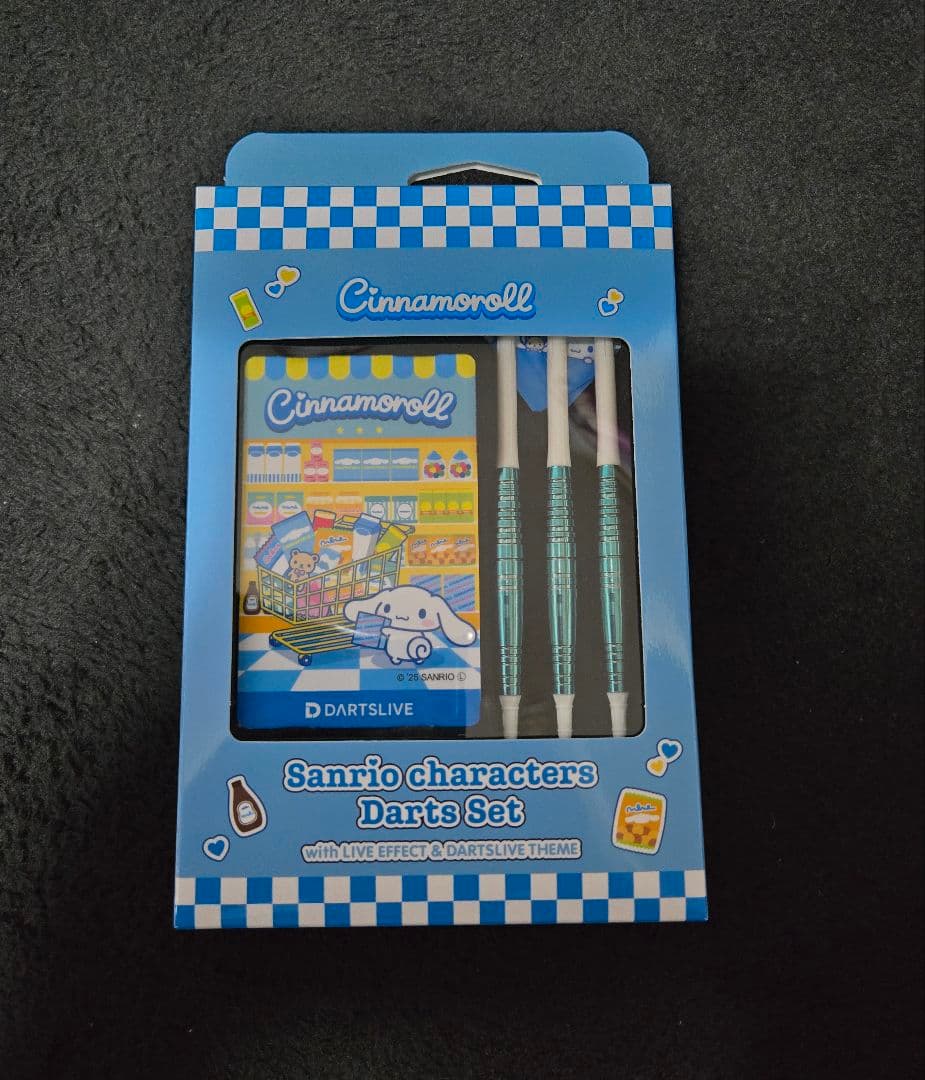 Cinnamoroll
Cinnamoroll
© '25 SANRIO Ⓛ
DARTSLIVE
Sanrio characters
Darts Set
with LIVE EFFECT & DARTSLIVE THEME